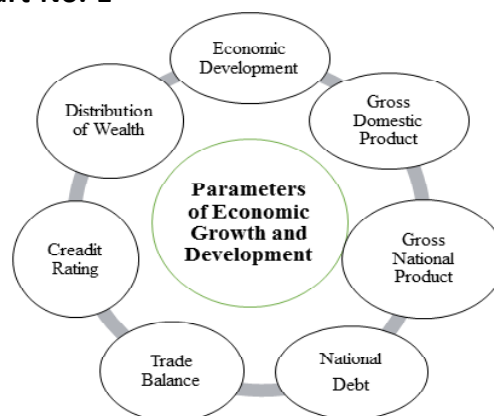 Economic
Development
Gross
Domestic
Product
Gross
National
Product
National
Debt
Trade
Balance
Creadit
Rating
Distribution
of Wealth
Parameters
of Economic
Growth and
Development